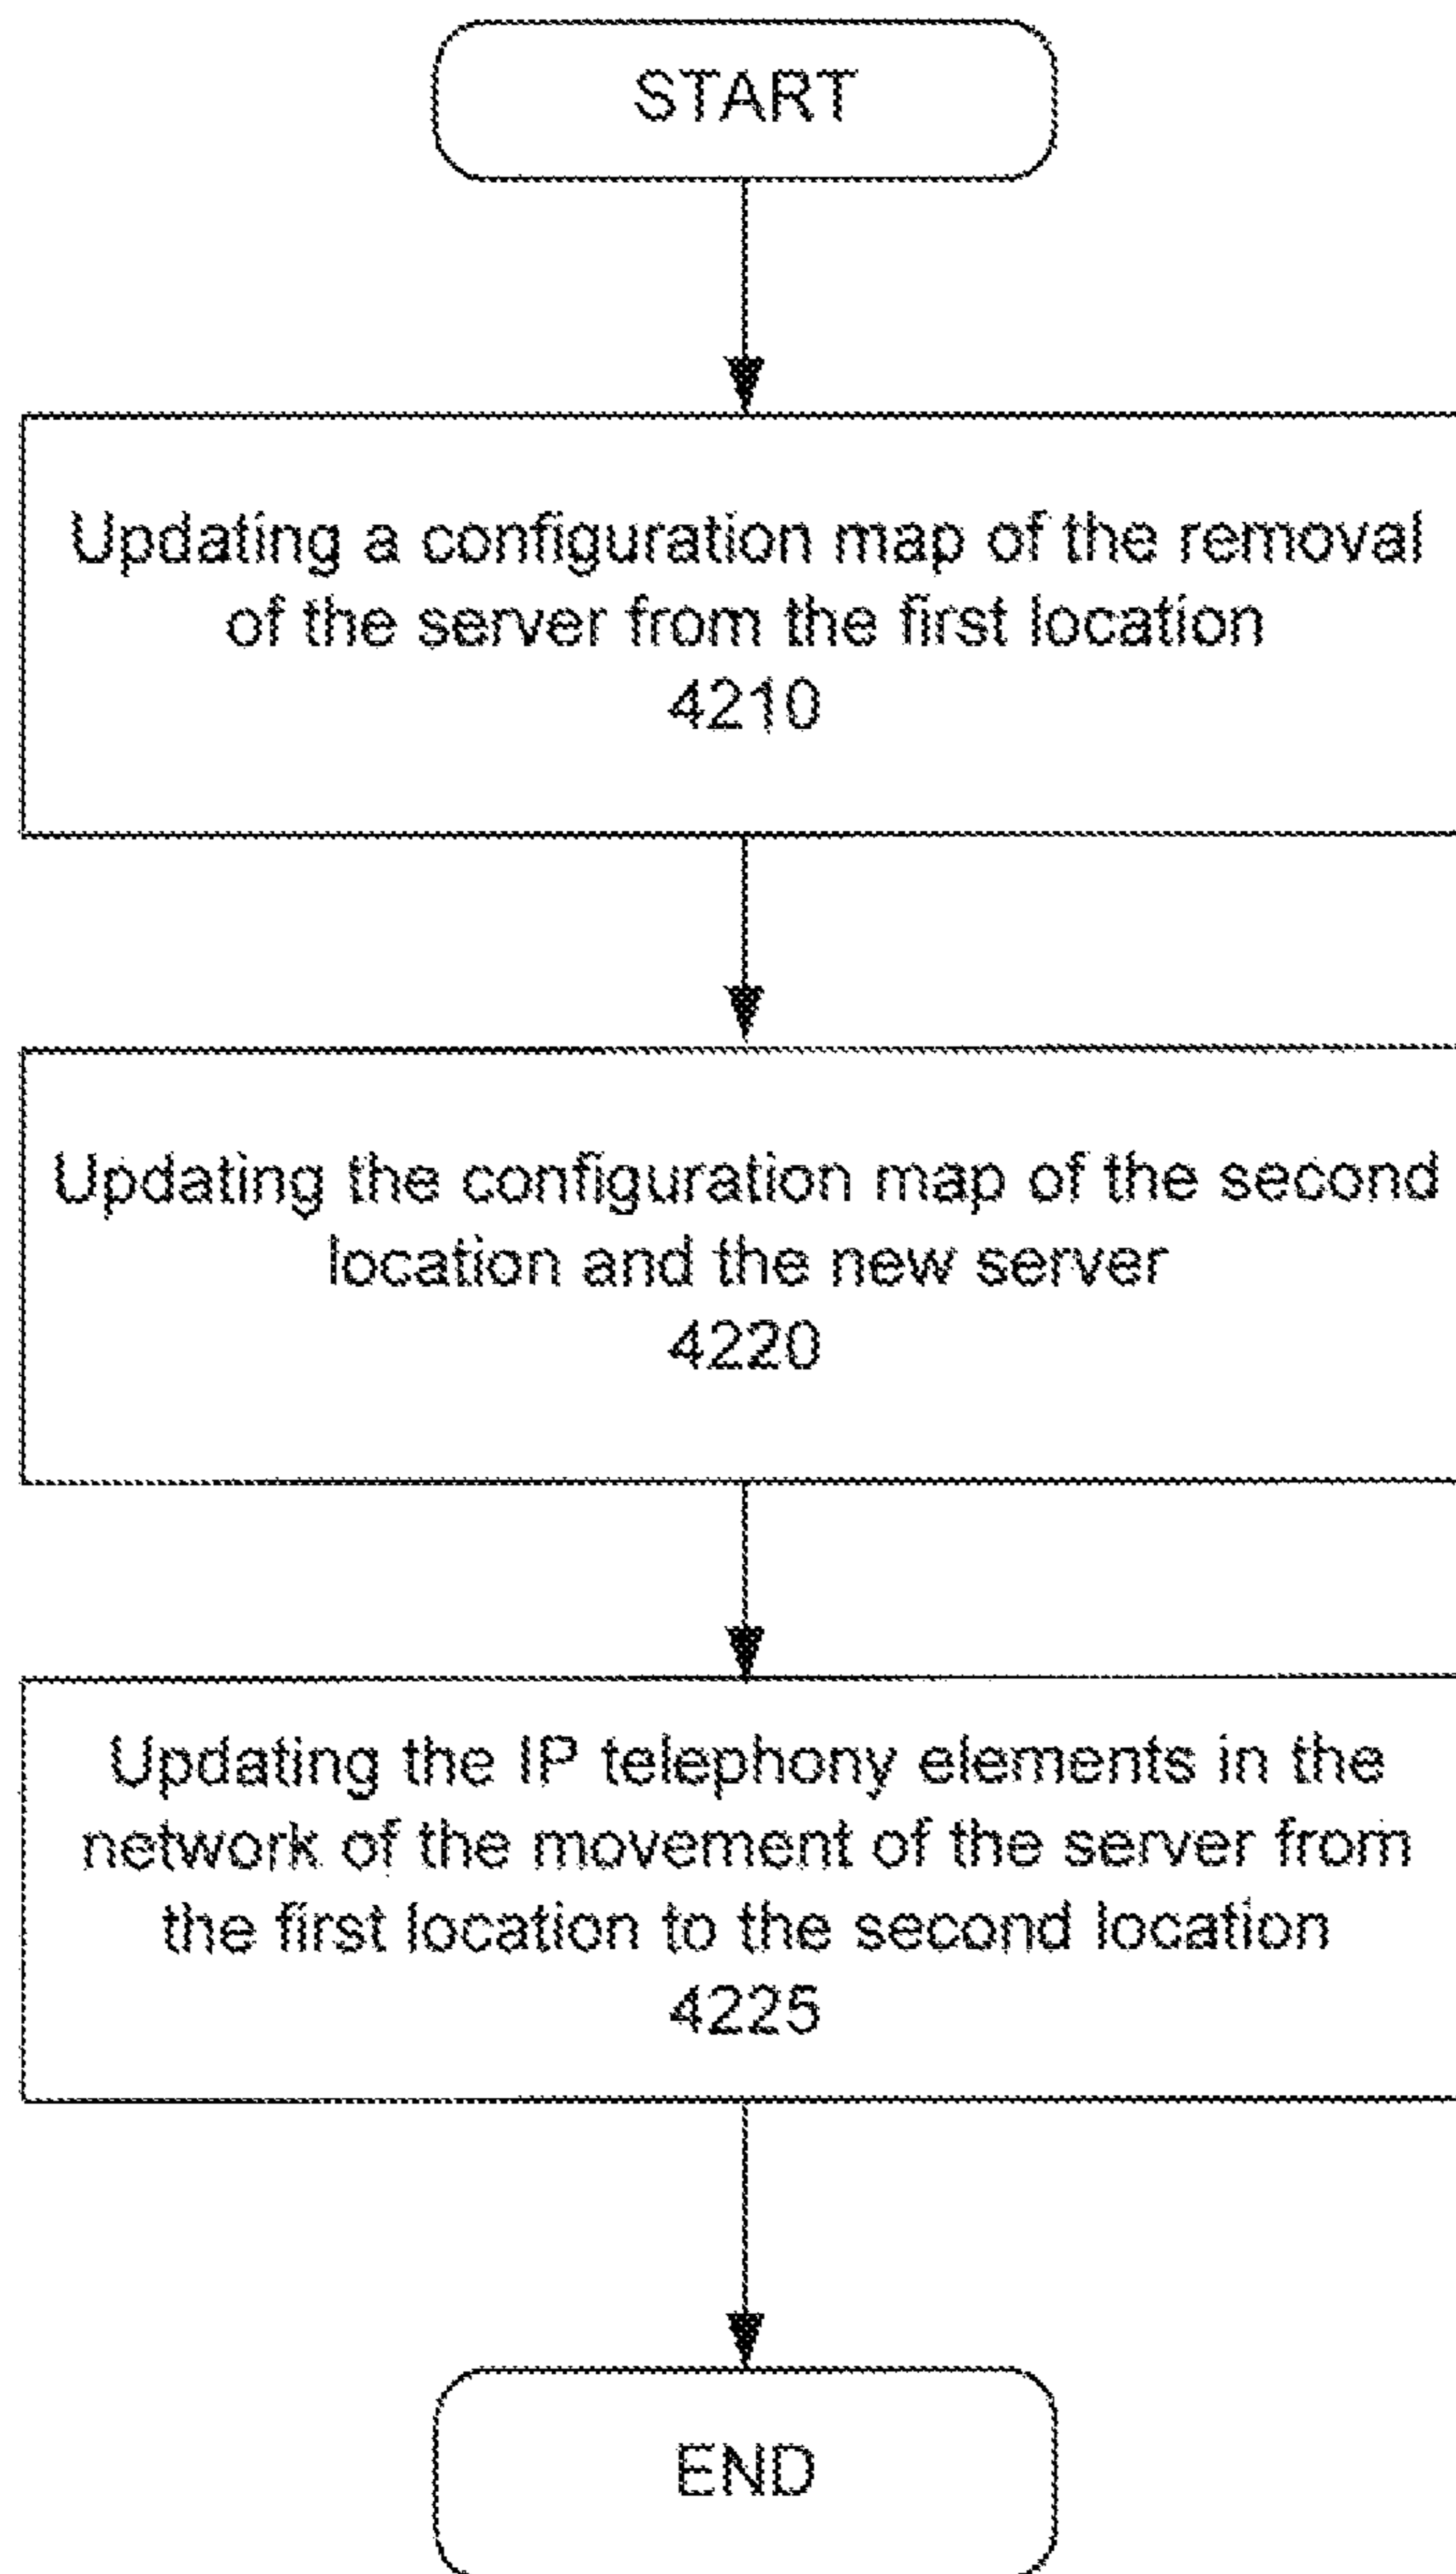 START
Updating a configuration map of the removal
of the server from the first location
4210
Updating the configuration map of the second
location and the new server
4220
Updating the IP telephony elements in the
network of the movement of the server from
the first location to the second location
4225
END